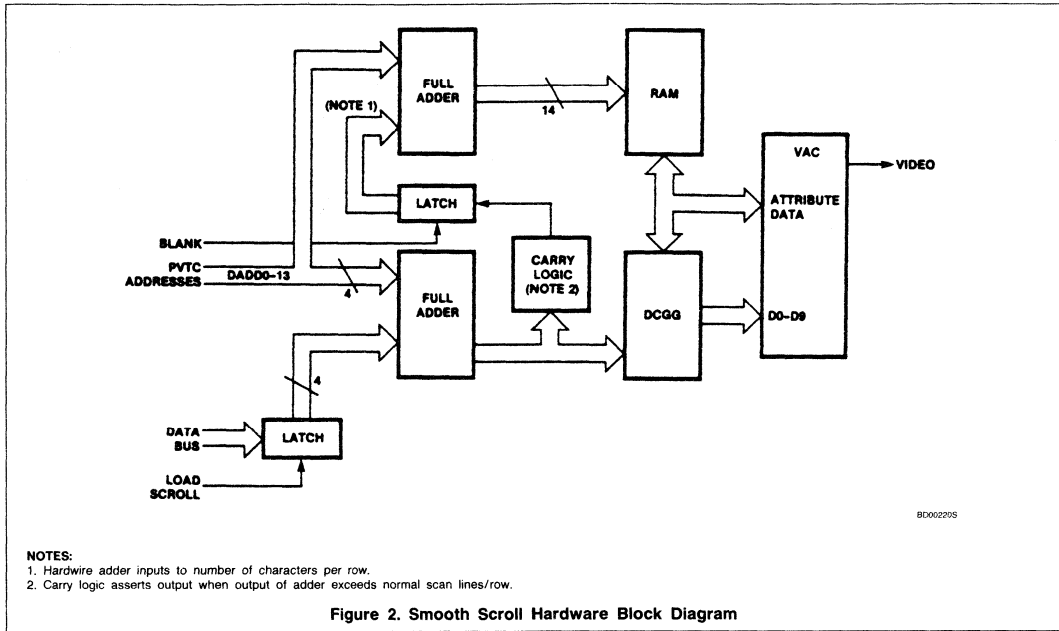 FULL
ADDER
RAM
(NOTE 1)
14
VAC
VIDEO
ATTRIBUTE
DATA
LATCH
BLANK
PVTC
ADDRESSES
DADD0–13
4
CARRY
LOGIC
(NOTE 2)
FULL
ADDER
DCGG
D0–D9
4
DATA
BUS
LATCH
LOAD
SCROLL
BD00220S
NOTES:
1. Hardwire adder inputs to number of characters per row.
2. Carry logic asserts output when output of adder exceeds normal scan lines/row.
Figure 2. Smooth Scroll Hardware Block Diagram